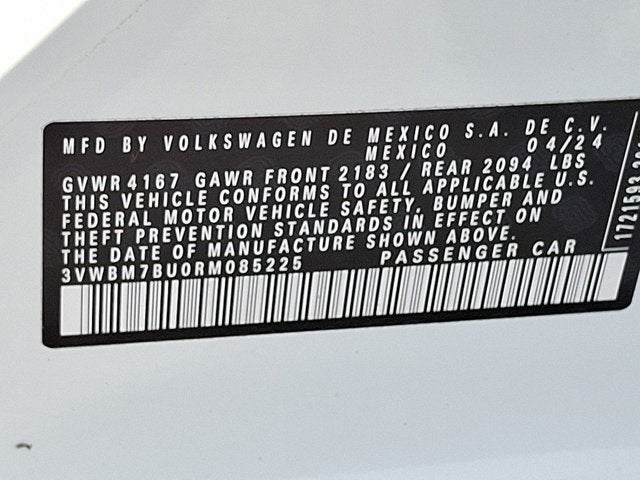 MFD BY VOLKSWAGEN DE MEXICO S.A. DE C.V.
MEXICO 04/24
GVWR 4167 GAWR FRONT 2183 / REAR 2094 LBS
THIS VEHICLE CONFORMS TO ALL APPLICABLE U.S.
FEDERAL MOTOR VEHICLE SAFETY, BUMPER AND
THEFT PREVENTION STANDARDS IN EFFECT ON
THE DATE OF MANUFACTURE SHOWN ABOVE.
3VWBM7BU0RM085225 PASSENGER CAR